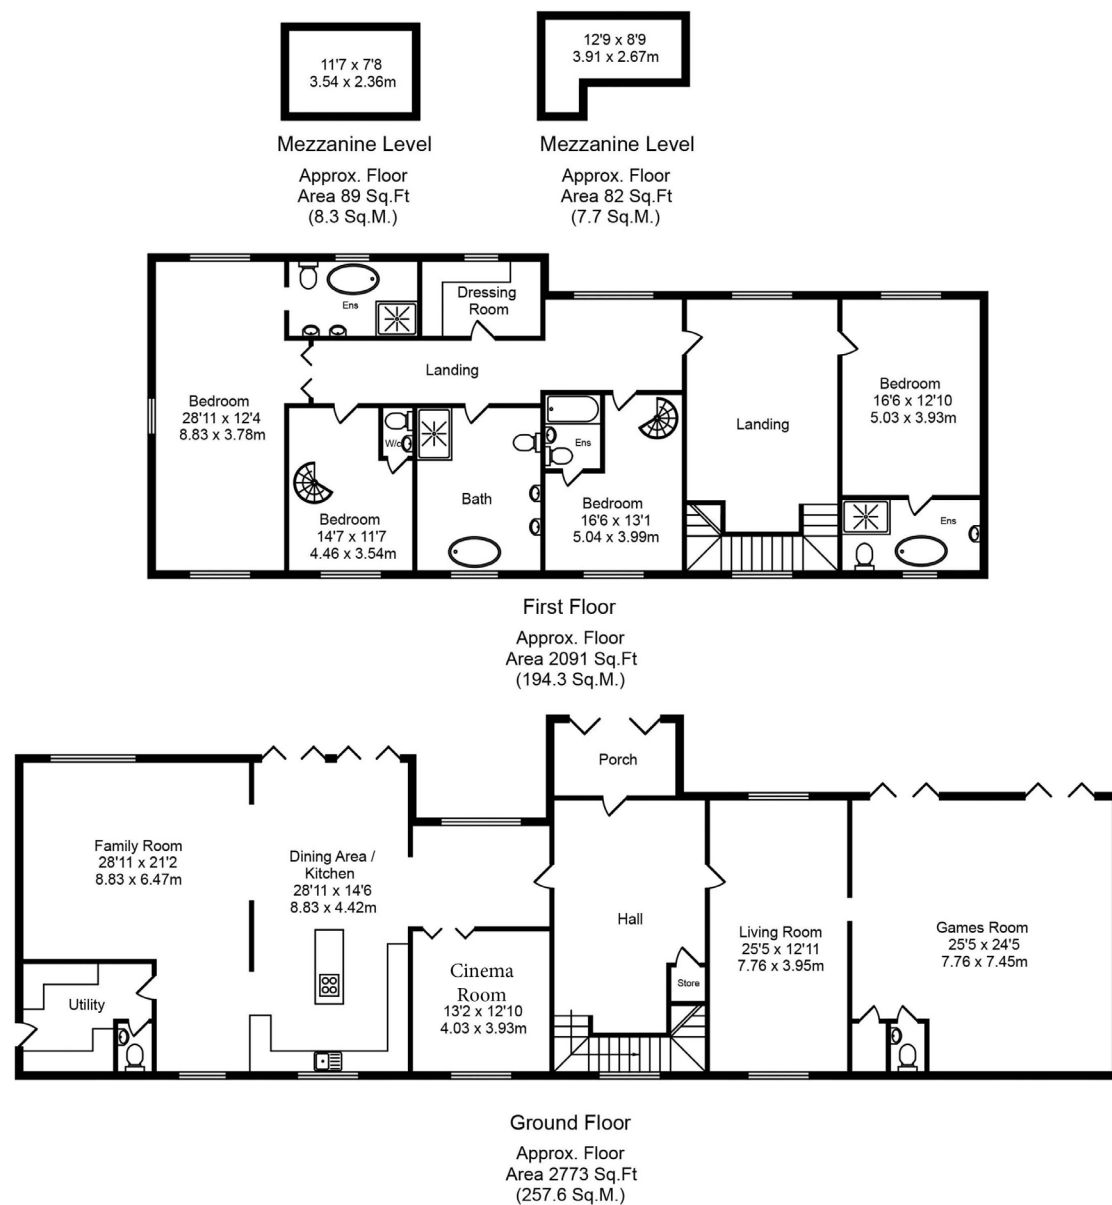 11'7 x 7'8
3.54 x 2.36m
Mezzanine Level
Approx. Floor
Area 89 Sq.Ft
(8.3 Sq.M.)
12'9 x 8'9
3.91 x 2.67m
Mezzanine Level
Approx. Floor
Area 82 Sq.Ft
(7.7 Sq.M.)
Bedroom
28'11 x 12'4
8.83 x 3.78m
Ens
Dressing
Room
Landing
Bedroom
14'7 x 11'7
4.46 x 3.54m
W/c
Bath
Ens
Bedroom
16'6 x 13'1
5.04 x 3.99m
Landing
Bedroom
16'6 x 12'10
5.03 x 3.93m
Ens
First Floor
Approx. Floor
Area 2091 Sq.Ft
(194.3 Sq.M.)
Porch
Family Room
28'11 x 21'2
8.83 x 6.47m
Dining Area /
Kitchen
28'11 x 14'6
8.83 x 4.42m
Utility
Cinema
Room
13'2 x 12'10
4.03 x 3.93m
Hall
Store
Living Room
25'5 x 12'11
7.76 x 3.95m
Games Room
25'5 x 24'5
7.76 x 7.45m
Ground Floor
Approx. Floor
Area 2773 Sq.Ft
(257.6 Sq.M.)